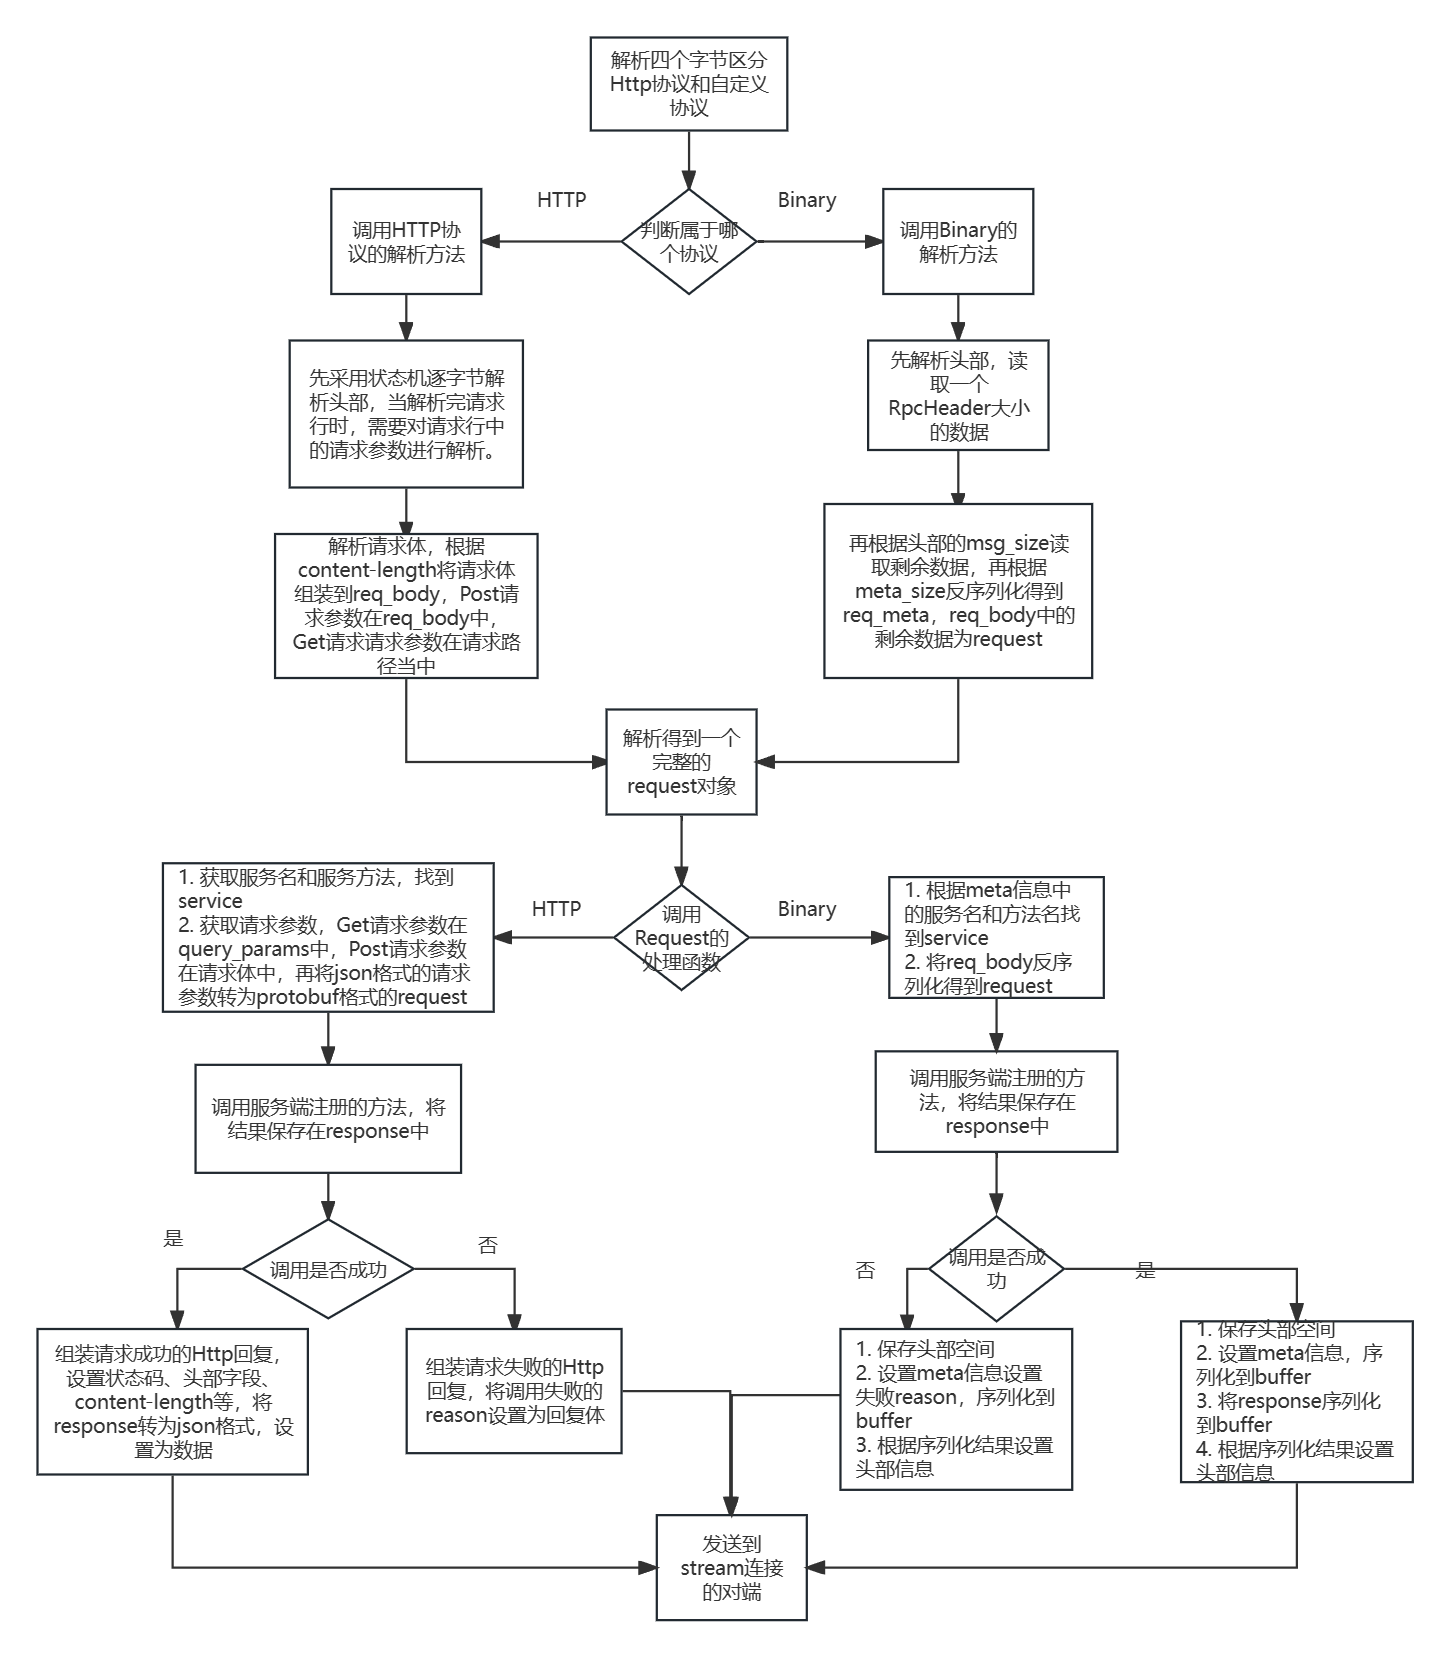 解析四个字节区分
Http协议和自定义
协议
HTTP
Binary
调用HTTP协
议的解析方法
判断属于哪
个协议
调用Binary的
解析方法
先采用状态机逐字节解
析头部，当解析完请求
行时，需要对请求行中
的请求参数进行解析。
先解析头部，读
取一个
RpcHeader大小
的数据
解析请求体，根据
content-length将请求体
组装到req_body，Post请
求参数在req_body中，
Get请求请求参数在请求路
径当中
再根据头部的msg_size读
取剩余数据，再根据
meta_size反序列化得到
req_meta，req_body中的
剩余数据为request
解析得到一个
完整的
request对象
1. 获取服务名和服务方法，找到
service
2. 获取请求参数，Get请求参数在
query_params中，Post请求参数
在请求体中，再将json格式的请求
参数转为protobuf格式的request
HTTP
调用
Request的
处理函数
Binary
1. 根据meta信息中
的服务名和方法名找
到service
2. 将req_body反序
列化得到request
调用服务端注册的方法，将
结果保存在response中
调用服务端注册的方
法，将结果保存在
response中
是
调用是否成功
否
否
调用是否成
功
是
组装请求成功的Http回复，
设置状态码、头部字段、
content-length等，将
response转为json格式，设
置为数据
组装请求失败的Http
回复，将调用失败的
reason设置为回复体
1. 保存头部空间
2. 设置meta信息设置
失败reason，序列化到
buffer
3. 根据序列化结果设置
头部信息
1. 保存头部空间
2. 设置meta信息，序
列化到buffer
3. 将response序列化
到buffer
4. 根据序列化结果设置
头部信息
发送到
stream连接
的对端